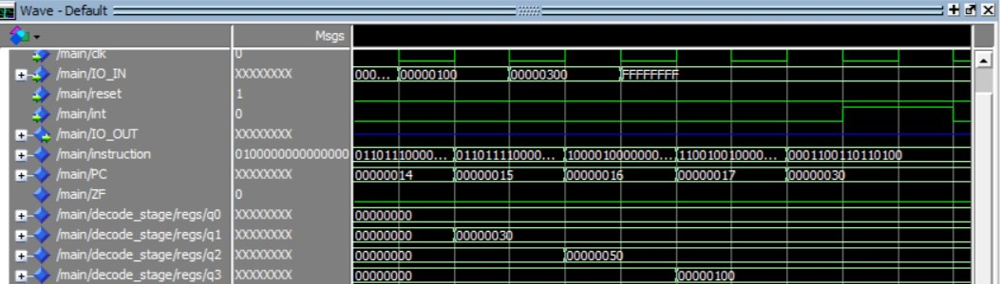 Wave - Default
Msgs
/main/clk 0
/main/IO_IN XXXXXXXX 000... 00000100 00000300 FFFFFFFF
/main/reset 1
/main/int 0
/main/IO_OUT XXXXXXXX
/main/instruction 0100000000000000 01101110000... 011011110000... 1000010000000... 1110010010000... 0001100110110100
/main/PC XXXXXXXX 00000014 00000015 00000016 00000017 00000030
/main/ZF 0
/main/decode_stage/regs/q0 XXXXXXXX 00000000
/main/decode_stage/regs/q1 XXXXXXXX 00000000 00000030
/main/decode_stage/regs/q2 XXXXXXXX 00000000 00000050
/main/decode_stage/regs/q3 XXXXXXXX 00000000 00000100